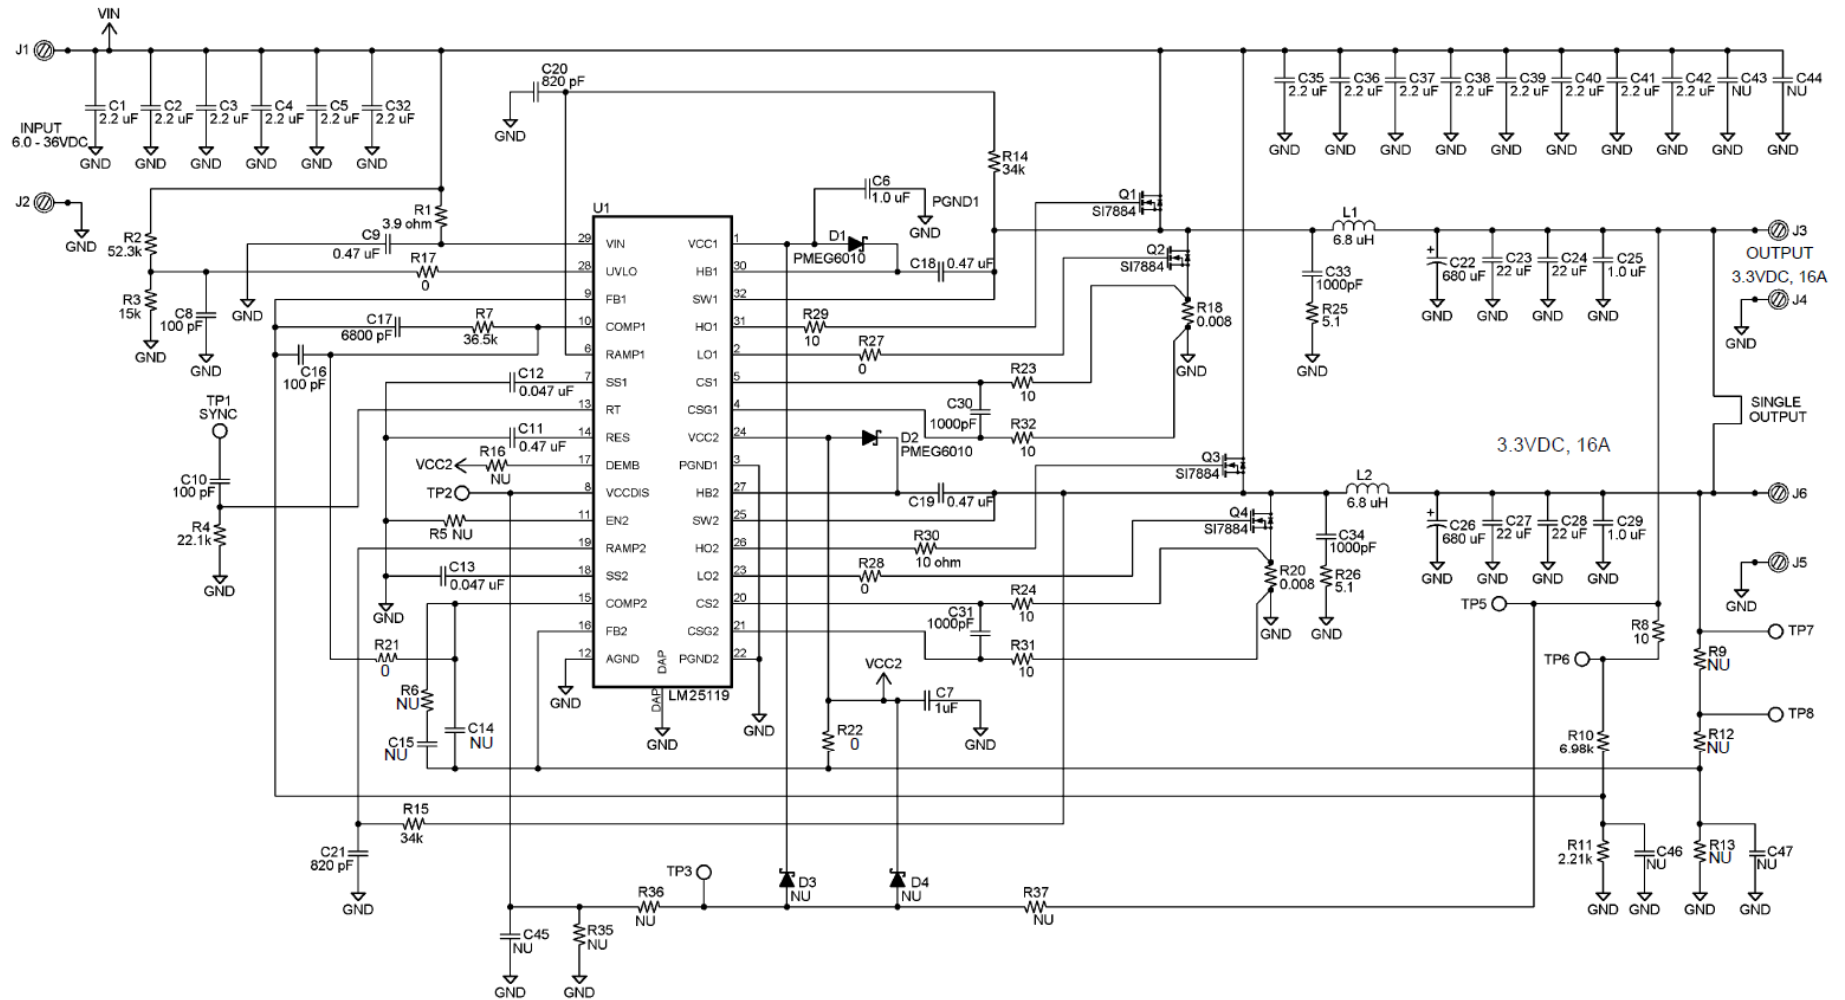 VIN
J1
INPUT
6.0 - 36VDC
C1
2.2 uF
GND
C2
2.2 uF
GND
C3
2.2 uF
GND
C4
2.2 uF
GND
C5
2.2 uF
GND
C32
2.2 uF
GND
C20
820 pF
GND
C35
2.2 uF
GND
C36
2.2 uF
GND
C37
2.2 uF
GND
C38
2.2 uF
GND
C39
2.2 uF
GND
C40
2.2 uF
GND
C41
2.2 uF
GND
C42
2.2 uF
GND
C43
NU
GND
C44
NU
GND
J2
GND
R1
3.9 ohm
R2
52.3k
C9
0.47 uF
R17
0
R3
15k
GND
C8
100 pF
GND
GND
C17
6800 pF
R7
36.5k
C16
100 pF
C12
0.047 uF
TP1
SYNC
C11
0.47 uF
C10
100 pF
R4
22.1k
GND
VCC2
R16
NU
TP2
R5 NU
C13
0.047 uF
GND
R21
0
R6
NU
C15
NU
C14
NU
GND
R15
34k
C21
820 pF
GND
U1
29 VIN
28 UVLO
9 FB1
10 COMP1
6 RAMP1
7 SS1
13 RT
14 RES
17 DEMB
8 VCCDIS
11 EN2
19 RAMP2
18 SS2
15 COMP2
16 FB2
12 AGND
DAP
DAP
GND
VCC1 1
HB1 30
SW1 32
HO1 31
LO1 2
CS1 5
CSG1 4
VCC2 24
PGND1 3
HB2 27
SW2 25
HO2 26
LO2 23
CS2 20
CSG2 21
PGND2 22
LM25119
GND
C6
1.0 uF
PGND1
GND
D1
PMEG6010
C18
0.47 uF
R14
34k
R29
10
R27
0
R23
10
C30
1000pF
R32
10
D2
PMEG6010
C19
0.47 uF
R30
10 ohm
R28
0
R24
10
C31
1000pF
R31
10
VCC2
C7
1uF
GND
R22
0
Q1
SI7884
Q2
SI7884
R18
0.008
GND
Q3
SI7884
Q4
SI7884
R20
0.008
GND
L1
6.8 uH
C33
1000pF
R25
5.1
GND
C22
680 uF
GND
C23
22 uF
GND
C24
22 uF
GND
C25
1.0 uF
GND
J3
OUTPUT
3.3VDC, 16A
J4
GND
SINGLE
OUTPUT
3.3VDC, 16A
L2
6.8 uH
C34
1000pF
R26
5.1
GND
C26
680 uF
GND
C27
22 uF
GND
C28
22 uF
GND
C29
1.0 uF
GND
J6
J5
GND
TP5
R8
10
TP6
TP7
R9
NU
TP8
R10
6.98k
R12
NU
R11
2.21k
GND
C46
NU
GND
R13
NU
GND
C47
NU
GND
TP3
R36
NU
D3
NU
D4
NU
R37
NU
C45
NU
GND
R35
NU
GND